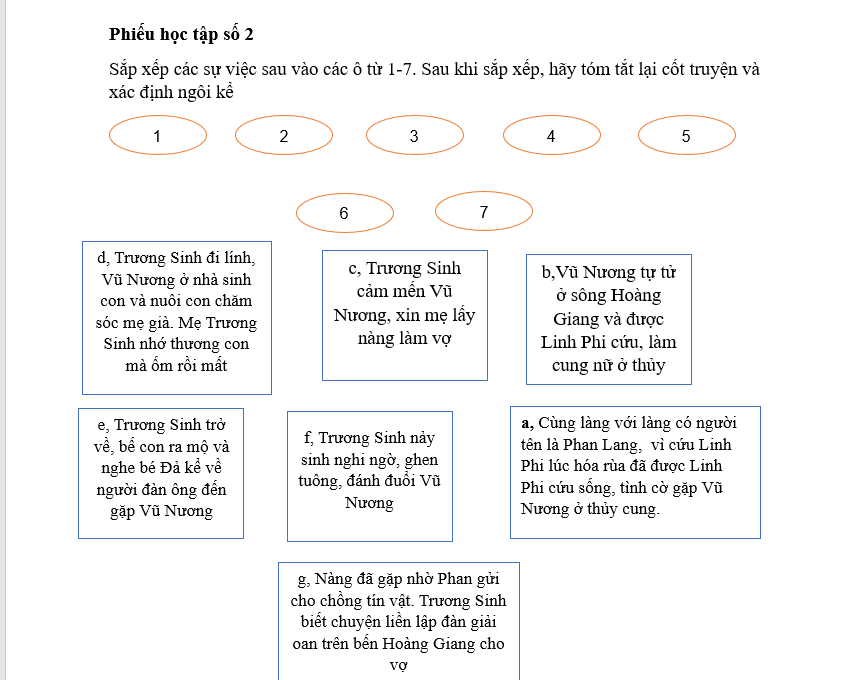 Phiếu học tập số 2
Sắp xếp các sự việc sau vào các ô từ 1-7. Sau khi sắp xếp, hãy tóm tắt lại cốt truyện và
xác định ngôi kể
1
2
3
4
5
6
7
d, Trương Sinh đi lính,
Vũ Nương ở nhà sinh
con và nuôi con chăm
sóc mẹ già. Mẹ Trương
Sinh nhớ thương con
mà ốm rồi mất
c, Trương Sinh
cảm mến Vũ
Nương, xin mẹ lấy
nàng làm vợ
b,Vũ Nương tự tử
ở sông Hoàng
Giang và được
Linh Phi cứu, làm
cung nữ ở thủy
e, Trương Sinh trở
về, bế con ra mộ và
nghe bé Đả kể về
người đàn ông đến
gặp Vũ Nương
f, Trương Sinh nảy
sinh nghi ngờ, ghen
tuông, đánh đuổi Vũ
Nương
a, Cùng làng với làng có người
tên là Phan Lang, vì cứu Linh
Phi lúc hóa rùa đã được Linh
Phi cứu sống, tình cờ gặp Vũ
Nương ở thủy cung.
g, Nàng đã gặp nhờ Phan gửi
cho chồng tín vật. Trương Sinh
biết chuyện liền lập đàn giải
oan trên bến Hoàng Giang cho
vợ